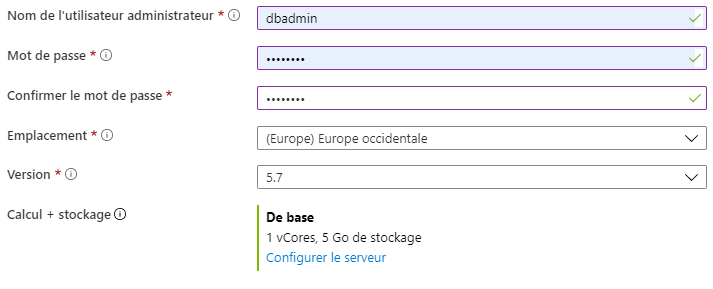 Nom de l'utilisateur administrateur * dbadmin
Mot de passe * ••••••••
Confirmer le mot de passe * ••••••••
Emplacement * (Europe) Europe occidentale
Version * 5.7
Calcul + stockage De base
1 vCores, 5 Go de stockage
Configurer le serveur